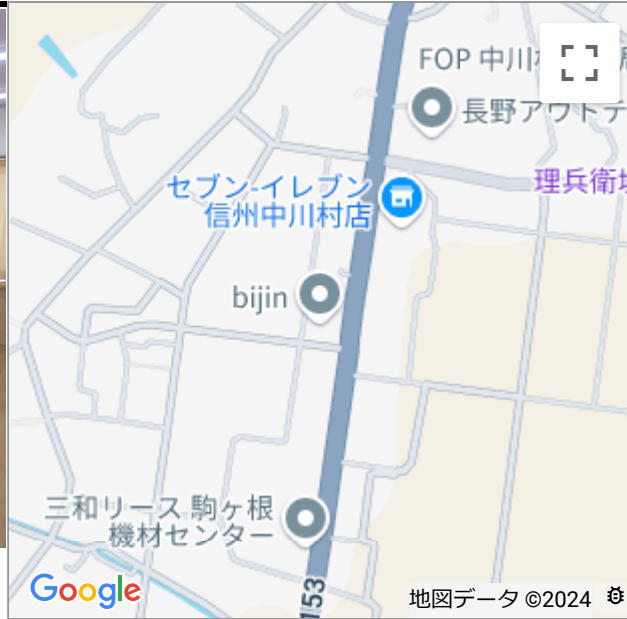 FOP 中川
長野アウトデ
セブン-イレブン
信州中川村店
理兵衛
bijin
三和リース 駒ヶ根
機材センター
153
Google
地図データ ©2024